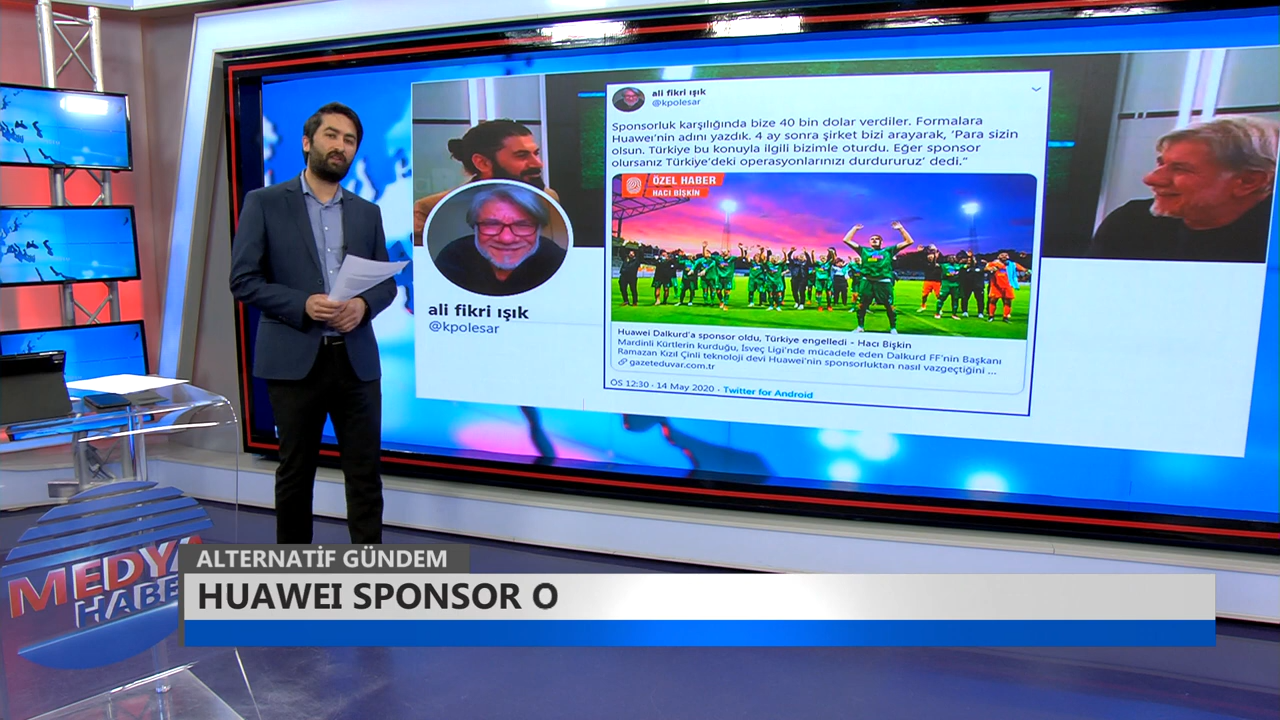 ali fikri ışık
@kpolesar
Sponsorluk karşılığında bize 40 bin dolar verdiler. Formalara
Huawei'nin adını yazdık. 4 ay sonra şirket bizi arayarak, 'Para sizin
olsun. Türkiye bu konuyla ilgili bizimle oturdu. Eğer sponsor
olursanız Türkiye'deki operasyonlarınızı durdururuz' dedi."
ÖZEL HABER
HACI BİŞKİN
Huawei Dalkurd'a sponsor oldu, Türkiye engelledi - Hacı Bişkin
Mardinli Kürtlerin kurduğu, İsveç Ligi'nde mücadele eden Dalkurd FF'nin Başkanı
Ramazan Kızıl Çinli teknoloji devi Huawei'nin sponsorluktan nasıl vazgeçtiğini ...
gazeteduvar.com.tr
ÖS 12:30 · 14 May 2020 · Twitter for Android
ali fikri ışık
@kpolesar
MEDYA
HABE
ALTERNATİF GÜNDEM
HUAWEI SPONSOR O